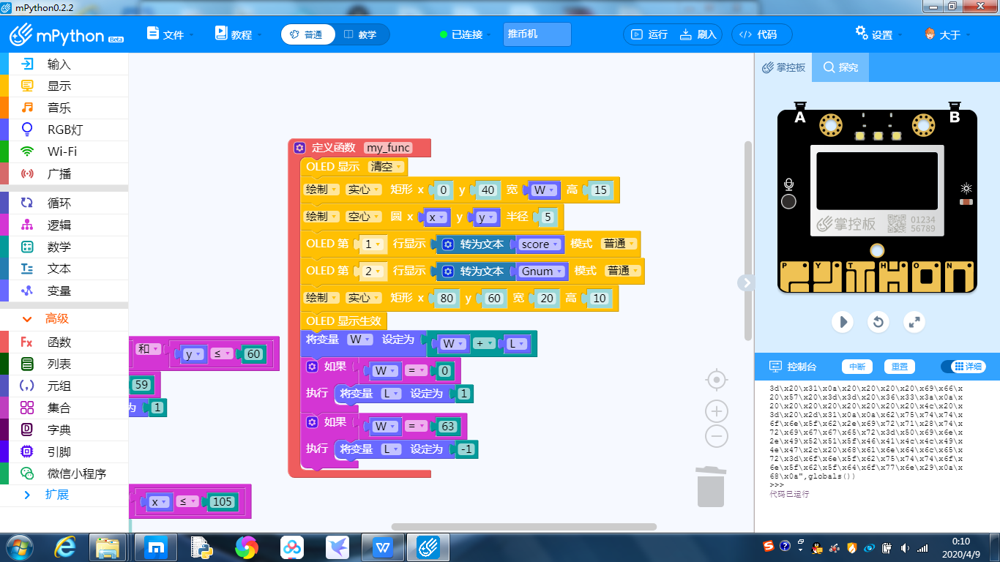 mPython0.2.2
mPython Beta 文件 教程 普通 教学 已连接 推币机 运行 刷入 代码 设置 大于
输入
显示
音乐
RGB灯
Wi-Fi
广播
循环
逻辑
数学
文本
变量
高级
Fx 函数
列表
元组
集合
字典
引脚
微信小程序
扩展
定义函数 my_func
OLED 显示 清空
绘制 实心 矩形 x 0 y 40 宽 W 高 15
绘制 空心 圆 x x y y 半径 5
OLED 第 1 行显示 转为文本 score 模式 普通
OLED 第 2 行显示 转为文本 Gnum 模式 普通
绘制 实心 矩形 x 80 y 60 宽 20 高 10
OLED 显示生效
将变量 W 设定为 W + L
如果 W = 0
执行 将变量 L 设定为 1
如果 W = 63
执行 将变量 L 设定为 -1
和 y ≤ 60
59
为 1
x ≤ 105
掌控板 探究
A B
掌控板 01234
56789
P Y T H O N
控制台 中断 重置 详细
3d\x20\x31\x0a\x20\x20\x20\x20\x69\x66\x
20\x57\x20\x3d\x3d\x20\x36\x33\x3a\x0a\x
20\x20\x20\x20\x20\x20\x20\x20\x4c\x20\x
3d\x20\x2d\x31\x0a\x0a\x62\x75\x74\x74\x
6f\x6e\x5f\x62\x2e\x69\x72\x71\x28\x74\x
72\x69\x67\x67\x65\x72\x3d\x50\x69\x6e\x
2e\x49\x52\x51\x5f\x46\x41\x4c\x4c\x49\x
4e\x47\x2c\x20\x68\x61\x6e\x64\x6c\x65\x
72\x3d\x6f\x6e\x5f\x62\x75\x74\x74\x6f\x
6e\x5f\x62\x5f\x64\x6f\x77\x6e\x29\x0a\x
68\x0a",globals())
>>>
代码已运行
0:10
2020/4/9